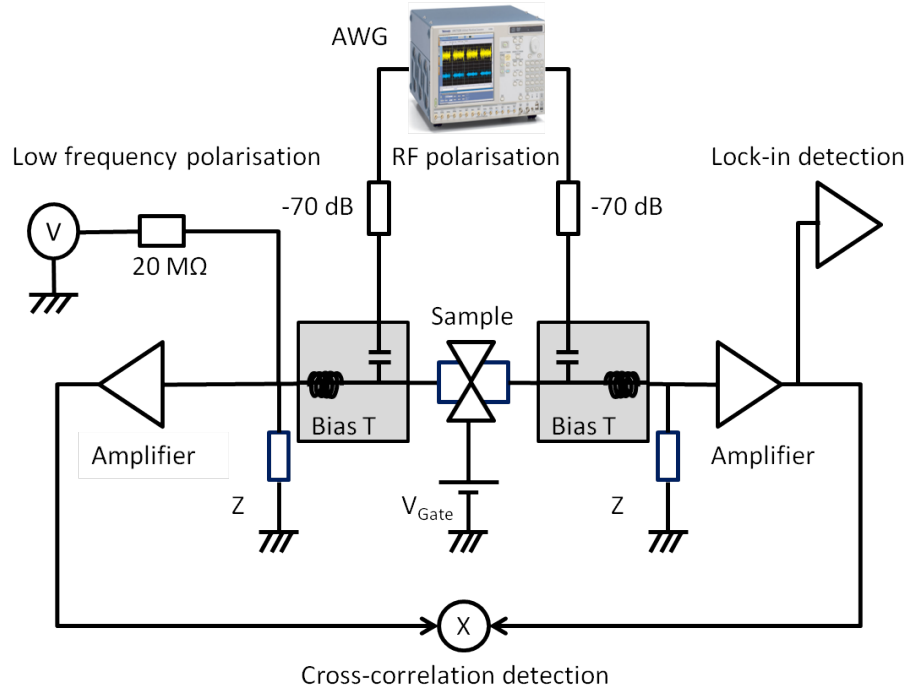 AWG
Low frequency polarisation
RF polarisation
Lock-in detection
-70 dB
-70 dB
V
20 MΩ
Sample
Bias T
Bias T
Amplifier
Amplifier
Z
V_Gate
Z
X
Cross-correlation detection